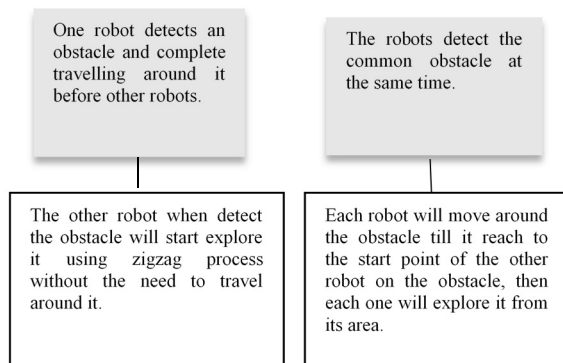 One robot detects an
obstacle and complete
travelling around it
before other robots.
The robots detect the
common obstacle at
the same time.
The other robot when detect
the obstacle will start explore
it using zigzag process
without the need to travel
around it.
Each robot will move around
the obstacle till it reach to
the start point of the other
robot on the obstacle, then
each one will explore it from
its area.